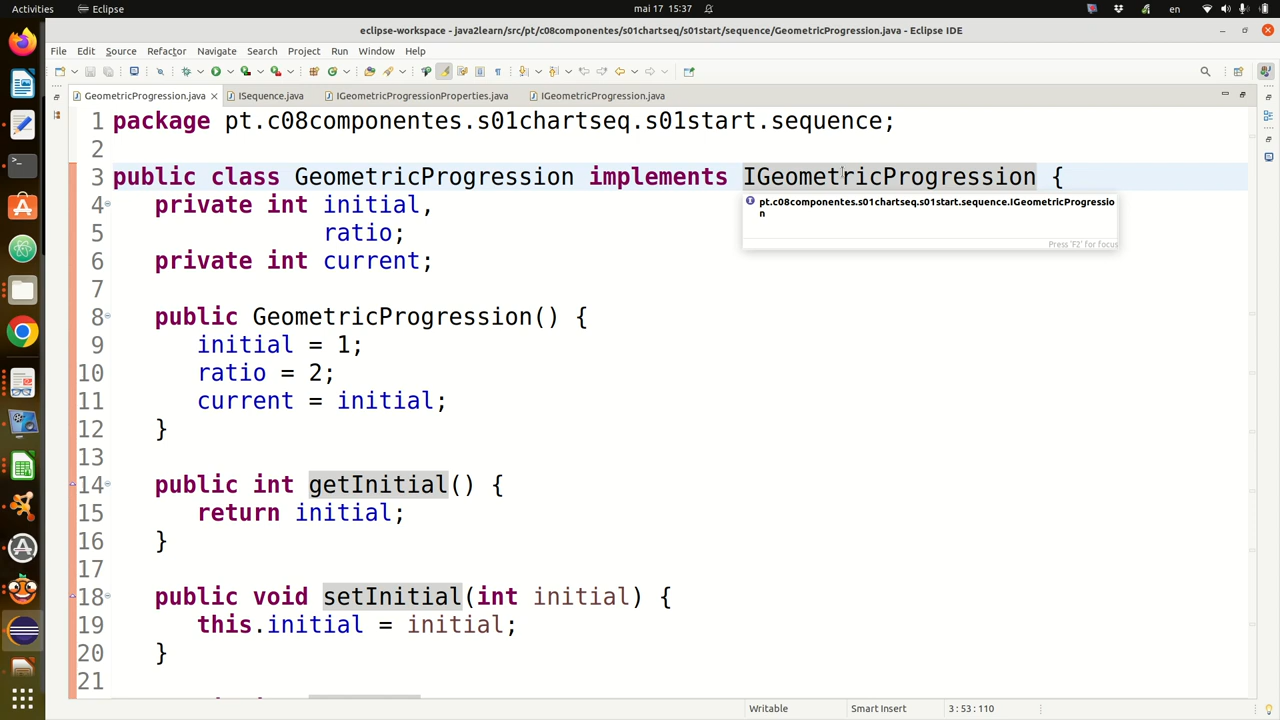 Activities
Eclipse
mai 17 15:37
en
eclipse-workspace - java2learn/src/pt/c08componentes/s01chartseq/s01start/sequence/GeometricProgression.java - Eclipse IDE
File Edit Source Refactor Navigate Search Project Run Window Help
GeometricProgression.java ISequence.java IGeometricProgressionProperties.java IGeometricProgression.java
1 package pt.c08componentes.s01chartseq.s01start.sequence;
2
3 public class GeometricProgression implements IGeometricProgression {
pt.c08componentes.s01chartseq.s01start.sequence.IGeometricProgressio
n
Press 'F2' for focus
4 private int initial,
5 ratio;
6 private int current;
7
8 public GeometricProgression() {
9 initial = 1;
10 ratio = 2;
11 current = initial;
12 }
13
14 public int getInitial() {
15 return initial;
16 }
17
18 public void setInitial(int initial) {
19 this.initial = initial;
20 }
21
Writable Smart Insert 3 : 53 : 110